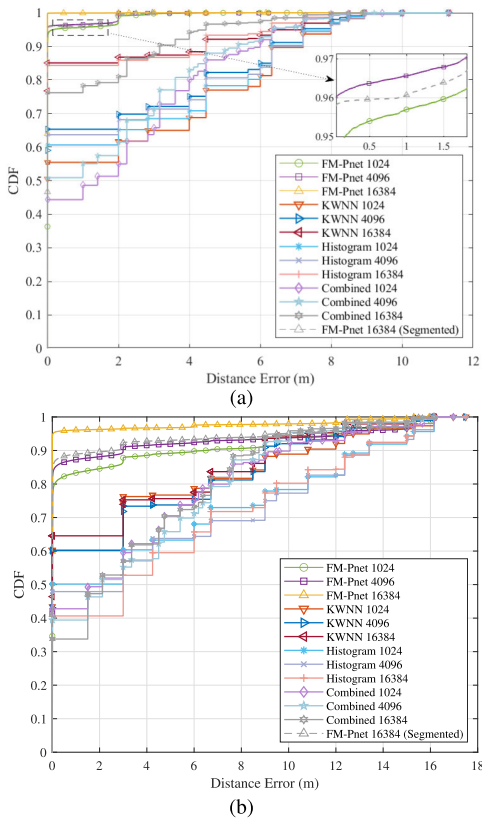 1
0.9
0.8
0.7
0.6
0.5
0.4
0.3
0.2
0.1
0
CDF
0.97
0.96
0.95
0.5 1 1.5
FM-Pnet 1024
FM-Pnet 4096
FM-Pnet 16384
KWNN 1024
KWNN 4096
KWNN 16384
Histogram 1024
Histogram 4096
Histogram 16384
Combined 1024
Combined 4096
Combined 16384
FM-Pnet 16384 (Segmented)
0 2 4 6 8 10 12
Distance Error (m)
(a)
1
0.9
0.8
0.7
0.6
0.5
0.4
0.3
0.2
0.1
0
CDF
FM-Pnet 1024
FM-Pnet 4096
FM-Pnet 16384
KWNN 1024
KWNN 4096
KWNN 16384
Histogram 1024
Histogram 4096
Histogram 16384
Combined 1024
Combined 4096
Combined 16384
FM-Pnet 16384 (Segmented)
0 2 4 6 8 10 12 14 16 18
Distance Error (m)
(b)